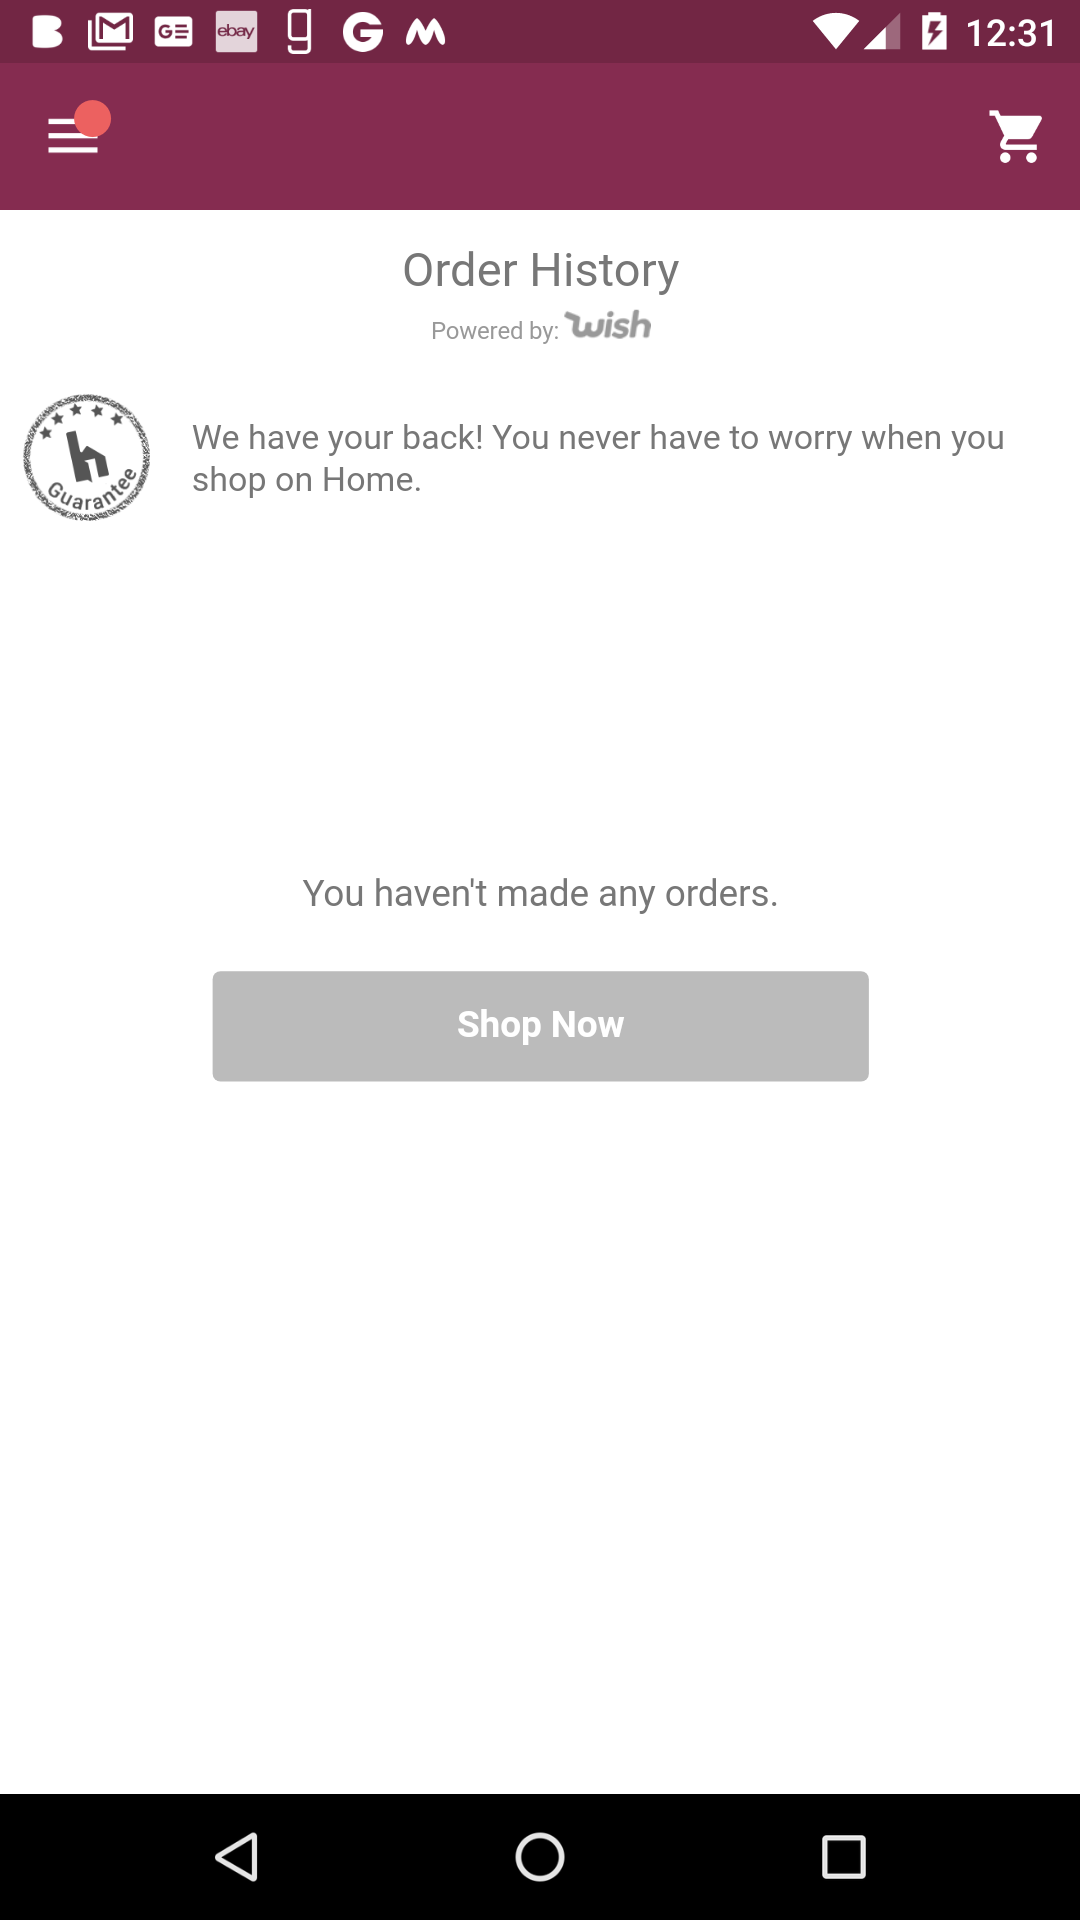 B GE ebay g G 12:31
Order History
Powered by: wish
h
Guarantee
We have your back! You never have to worry when you
shop on Home.
You haven't made any orders.
Shop Now